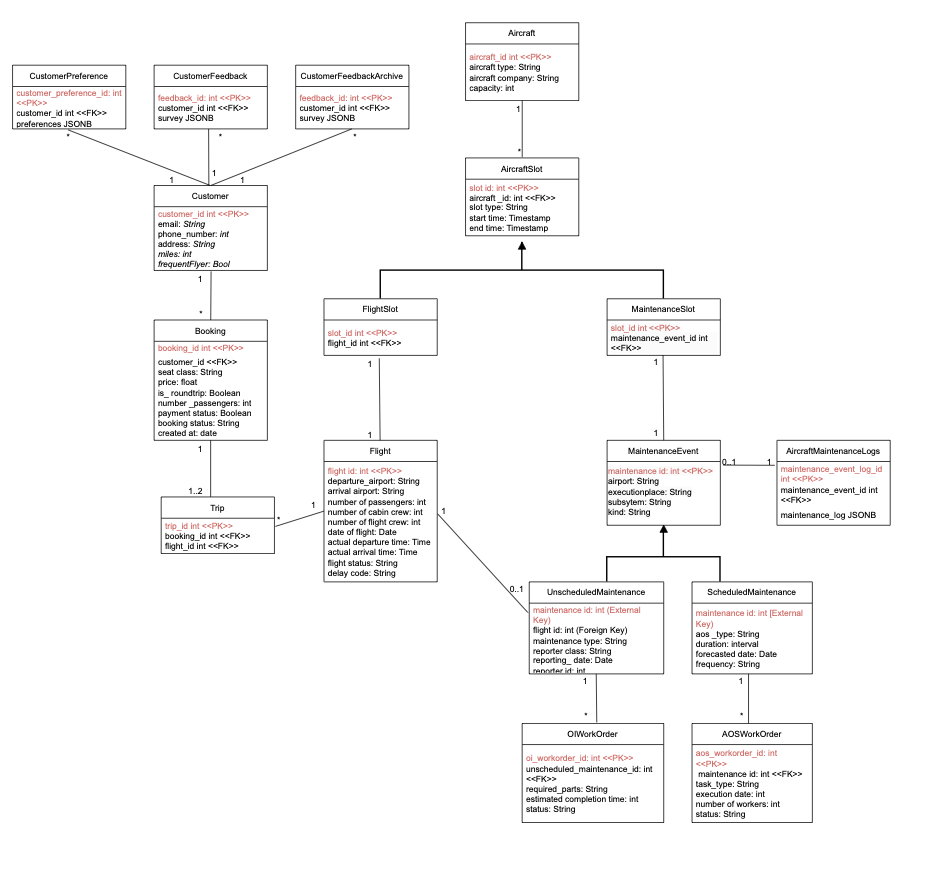 Aircraft
aircraft_id int <<PK>>
aircraft type: String
aircraft company: String
capacity: int
CustomerPreference
customer_preference_id: int
<<PK>>
customer_id int <<FK>>
preferences JSONB
CustomerFeedback
feedback_id: int <<PK>>
customer_id int <<FK>>
survey JSONB
CustomerFeedbackArchive
feedback_id: int <<PK>>
customer_id int <<FK>>
survey JSONB
*
*
*
1
1
1
1
*
AircraftSlot
slot id: int <<PK>>
aircraft _id: int <<FK>>
slot type: String
start time: Timestamp
end time: Timestamp
Customer
customer_id int <<PK>>
email: String
phone_number: int
address: String
miles: int
frequentFlyer: Bool
1
*
FlightSlot
slot_id int <<PK>>
flight_id int <<FK>>
MaintenanceSlot
slot_id int <<PK>>
maintenance_event_id int
<<FK>>
Booking
booking_id int <<PK>>
customer_id <<FK>>
seat class: String
price: float
is_ roundtrip: Boolean
number _passengers: int
payment status: Boolean
booking status: String
created at: date
1
1
1
1
1
1..2
Flight
flight id: int <<PK>>
departure_airport: String
arrival airport: String
number of passengers: int
number of cabin crew: int
number of flight crew: int
date of flight: Date
actual departure time: Time
actual arrival time: Time
flight status: String
delay code: String
MaintenanceEvent
maintenance id: int <<PK>>
airport: String
executionplace: String
subsytem: String
kind: String
0..1
1
AircraftMaintenanceLogs
maintenance_event_log_id
int <<PK>>
maintenance_event_id int
<<FK>>
maintenance_log JSONB
Trip
trip_id int <<PK>>
booking_id int <<FK>>
flight_id int <<FK>>
*
1
1
0..1
UnscheduledMaintenance
maintenance id: int (External
Key)
flight id: int (Foreign Key)
maintenance type: String
reporter class: String
reporting_ date: Date
reporter id: int
ScheduledMaintenance
maintenance id: int [External
Key)
aos _type: String
duration: interval
forecasted date: Date
frequency: String
1
*
1
*
OIWorkOrder
oi_workorder_id: int <<PK>>
unscheduled_maintenance_id: int
<<FK>>
required_parts: String
estimated completion time: int
status: String
AOSWorkOrder
aos_workorder_id: int
<<PK>>
maintenance id: int <<FK>>
task_type: String
execution date: int
number of workers: int
status: String